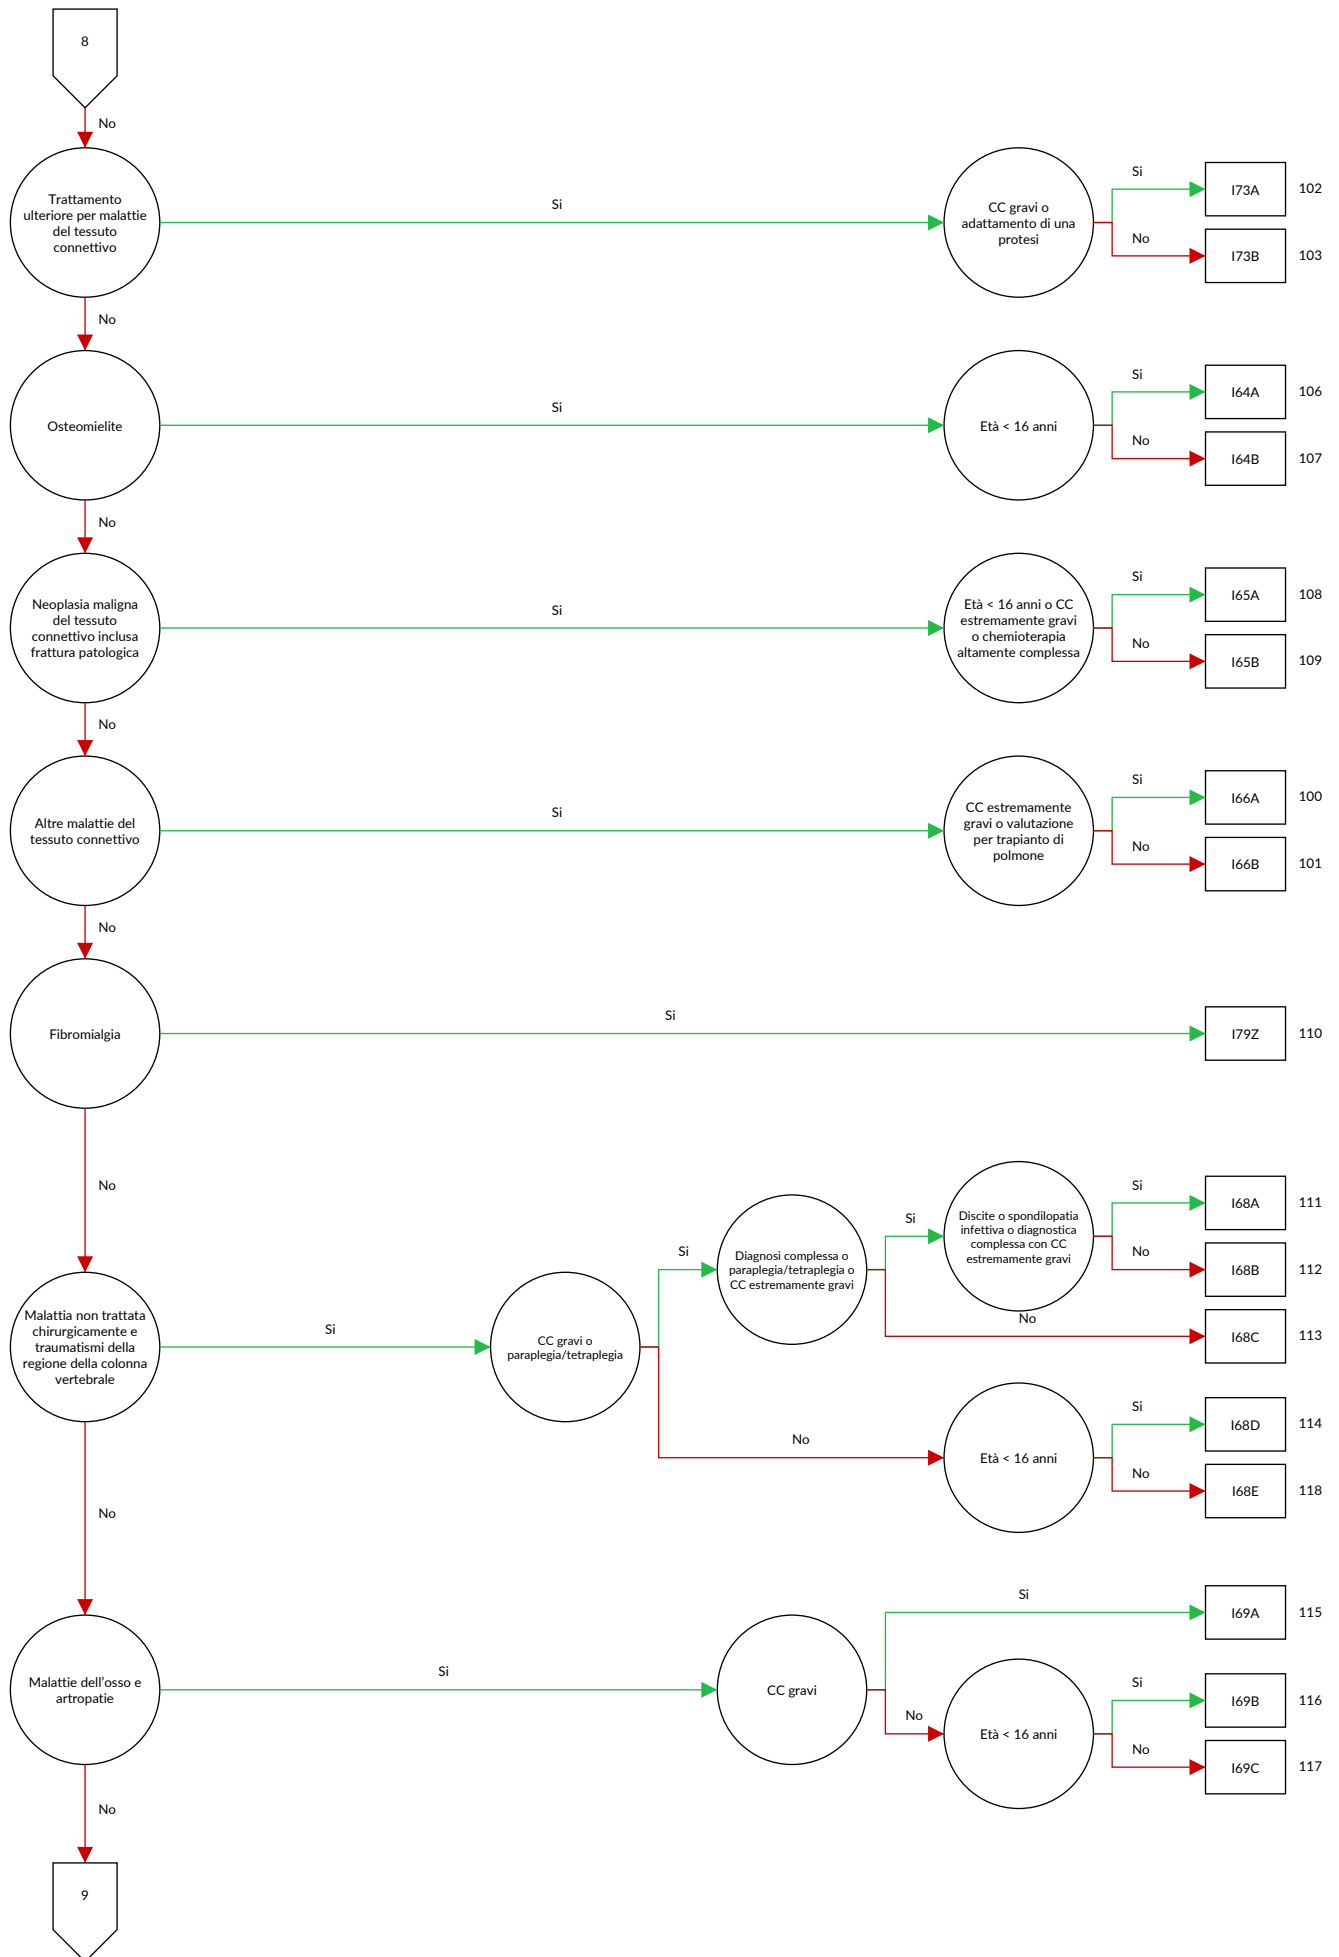 8
No
Trattamento
ulteriore per malattie
del tessuto
connettivo
Si
CC gravi o
adattamento di una
protesi
Si
I73A
102
No
I73B
103
No
Osteomielite
Si
Età < 16 anni
Si
I64A
106
No
I64B
107
No
Neoplasia maligna
del tessuto
connettivo inclusa
frattura patologica
Si
Età < 16 anni o CC
estremamente gravi
o chemioterapia
altamente complessa
Si
I65A
108
No
I65B
109
No
Altre malattie del
tessuto connettivo
Si
CC estremamente
gravi o valutazione
per trapianto di
polmone
Si
I66A
100
No
I66B
101
No
Fibromialgia
Si
I79Z
110
No
Malattia non trattata
chirurgicamente e
traumatismi della
regione della colonna
vertebrale
Si
CC gravi o
paraplegia/tetraplegia
Si
Diagnosi complessa o
paraplegia/tetraplegia o
CC estremamente gravi
Si
Discite o spondilopatia
infettiva o diagnostica
complessa con CC
estremamente gravi
Si
I68A
111
No
I68B
112
No
I68C
113
No
Età < 16 anni
Si
I68D
114
No
I68E
118
No
Malattie dell'osso e
artropatie
Si
CC gravi
Si
I69A
115
No
Età < 16 anni
Si
I69B
116
No
I69C
117
No
9